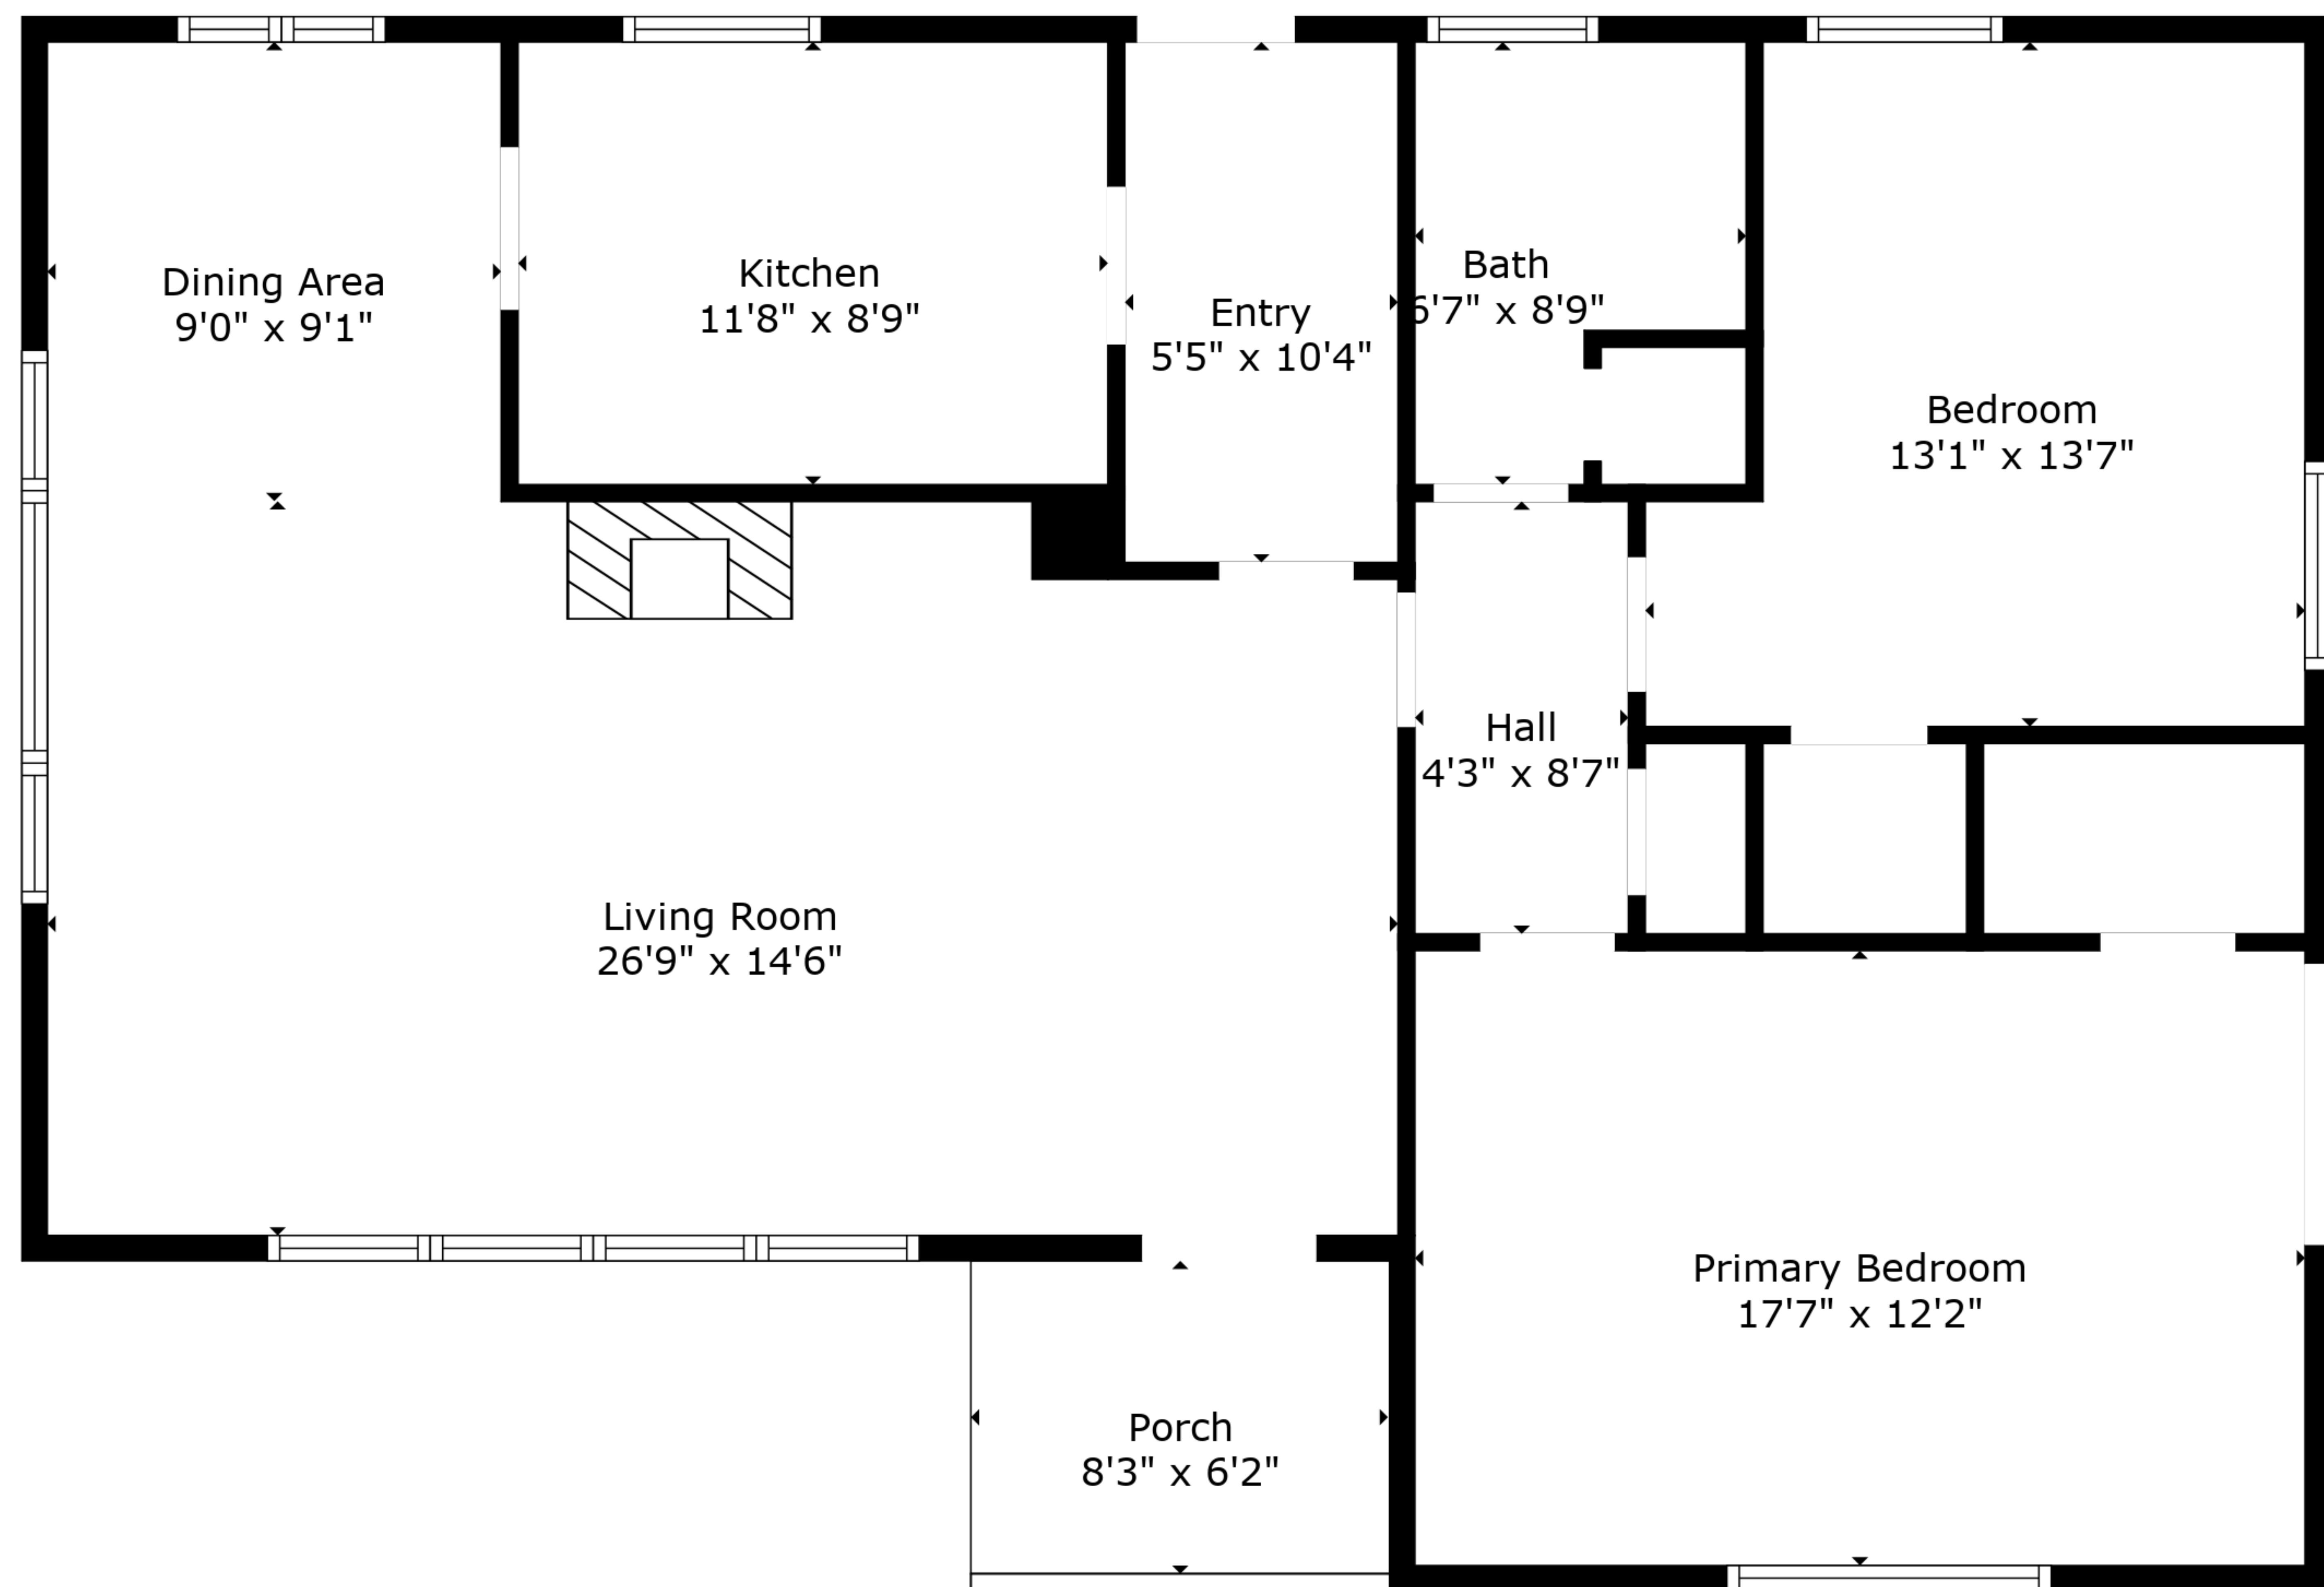 Dining Area
9'0" x 9'1"
Kitchen
11'8" x 8'9"
Entry
5'5" x 10'4"
Bath
6'7" x 8'9"
Bedroom
13'1" x 13'7"
Hall
4'3" x 8'7"
Living Room
26'9" x 14'6"
Primary Bedroom
17'7" x 12'2"
Porch
8'3" x 6'2"